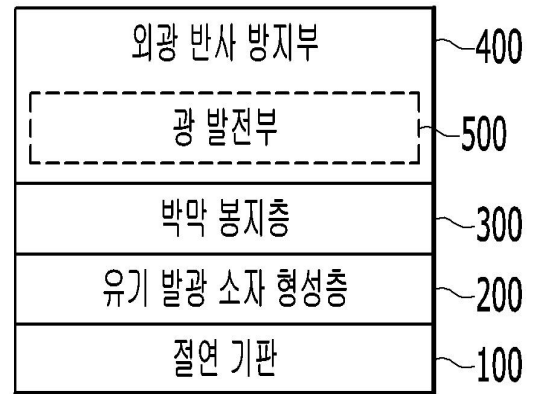 외광 반사 방지부
400
광 발전부
500
박막 봉지층
300
유기 발광 소자 형성층
200
절연 기판
100